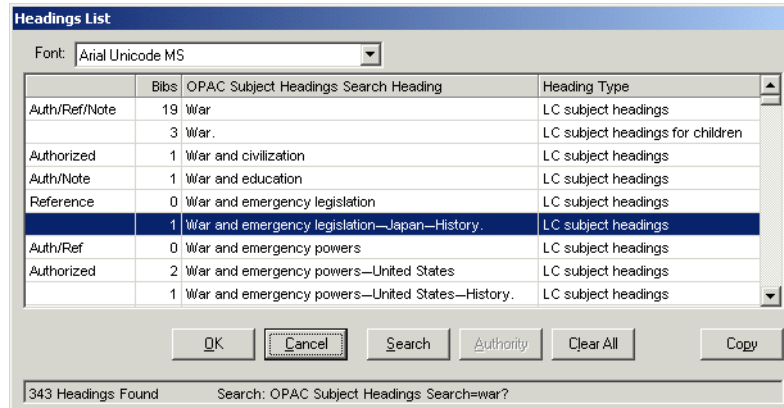 Headings List
Font: Arial Unicode MS
Bibs OPAC Subject Headings Search Heading Heading Type
Auth/Ref/Note 19 War LC subject headings
3 War. LC subject headings for children
Authorized 1 War and civilization LC subject headings
Auth/Note 1 War and education LC subject headings
Reference 0 War and emergency legislation LC subject headings
1 War and emergency legislation—Japan—History. LC subject headings
Auth/Ref 0 War and emergency powers LC subject headings
Authorized 2 War and emergency powers—United States LC subject headings
1 War and emergency powers—United States—History. LC subject headings
OK Cancel Search Authority Clear All Copy
343 Headings Found Search: OPAC Subject Headings Search=war?